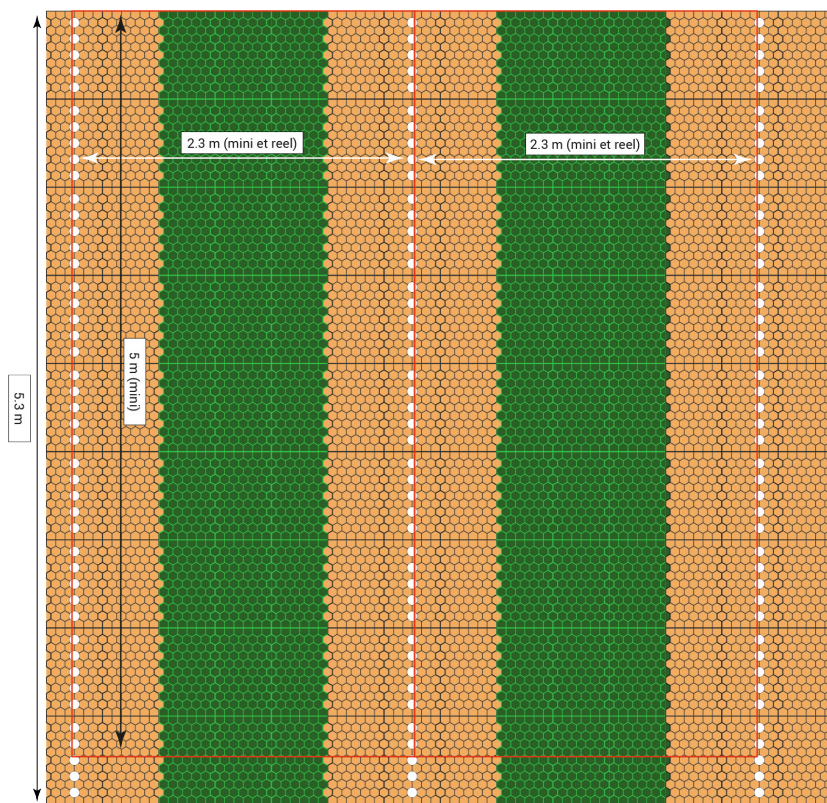 2.3 m (mini et reel)
2.3 m (mini et reel)
5 m (mini)
5.3 m